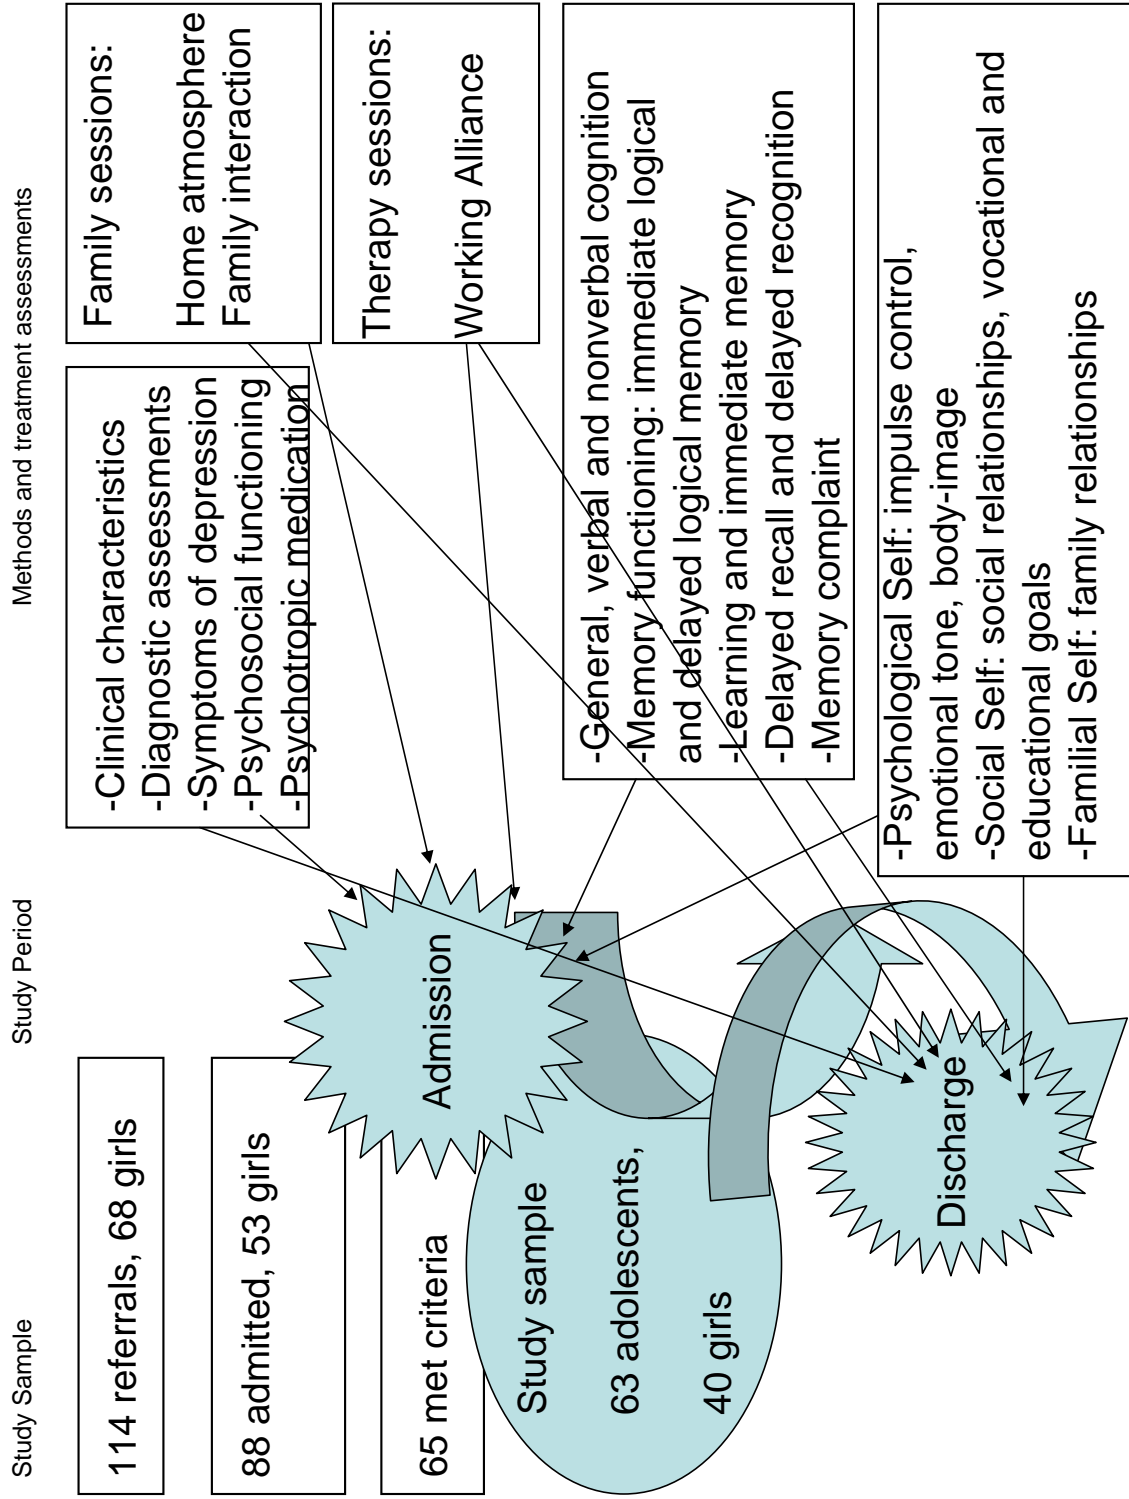 Study Sample
Study Period
Methods and treatment assessments
114 referrals, 68 girls
88 admitted, 53 girls
65 met criteria
Study sample
63 adolescents,
40 girls
Admission
Discharge
-Clinical characteristics
-Diagnostic assessments
-Symptoms of depression
-Psychosocial functioning
-Psychotropic medication
Family sessions:
Home atmosphere
Family interaction
Therapy sessions:
Working Alliance
-General, verbal and nonverbal cognition
-Memory functioning: immediate logical
and delayed logical memory
-Learning and immediate memory
-Delayed recall and delayed recognition
-Memory complaint
-Psychological Self: impulse control,
emotional tone, body-image
-Social Self: social relationships, vocational and
educational goals
-Familial Self: family relationships